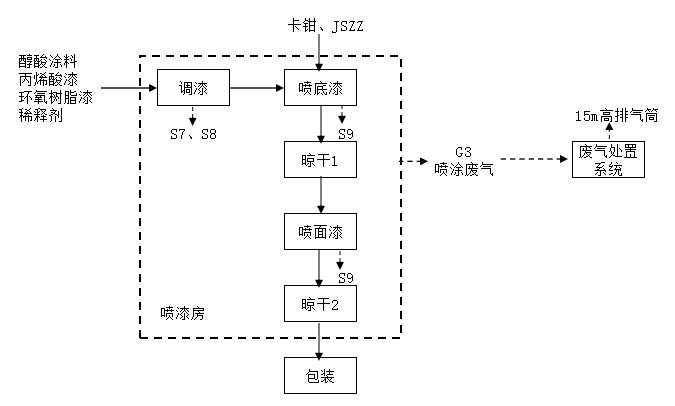 卡钳、JSZZ
醇酸涂料
丙烯酸漆
环氧树脂漆
稀释剂
调漆
喷底漆
S7、S8
S9
晾干1
G3
喷涂废气
15m高排气筒
废气处置
系统
喷面漆
S9
晾干2
喷漆房
包装